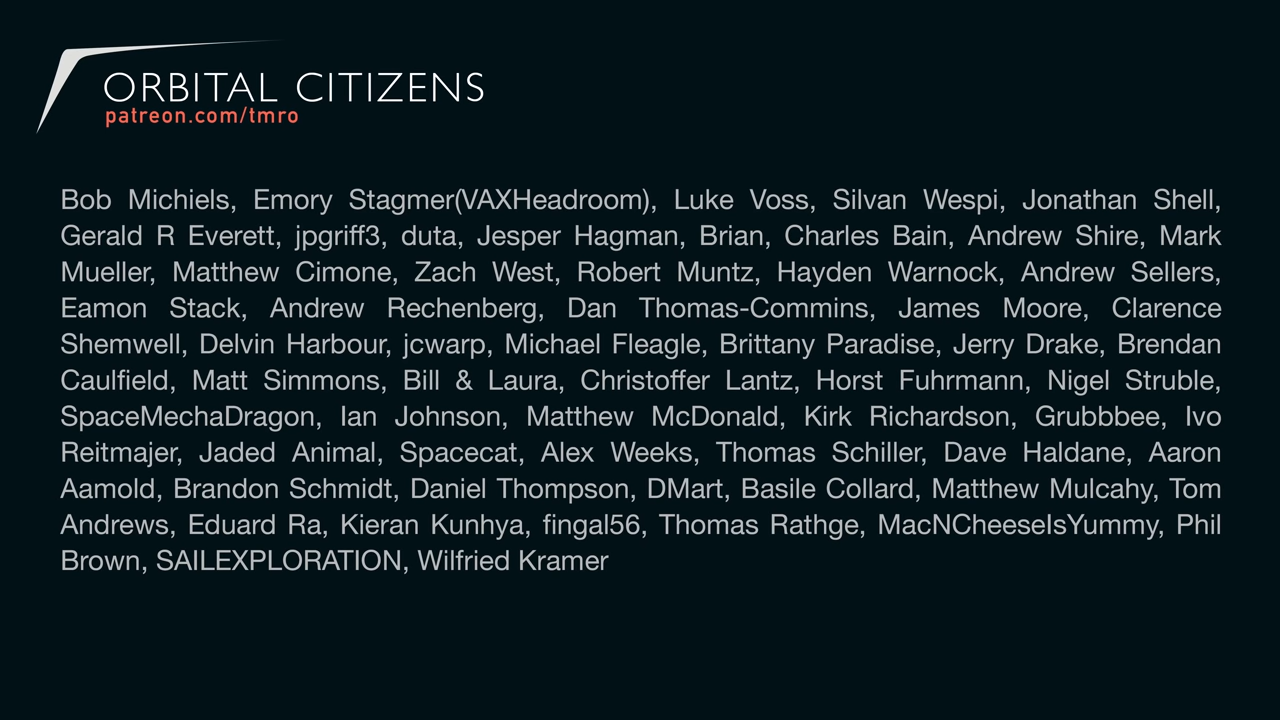 ORBITAL CITIZENS
patreon.com/tmro
Bob Michiels, Emory Stagmer(VAXHeadroom), Luke Voss, Silvan Wespi, Jonathan Shell,
Gerald R Everett, jpgriff3, duta, Jesper Hagman, Brian, Charles Bain, Andrew Shire, Mark
Mueller, Matthew Cimone, Zach West, Robert Muntz, Hayden Warnock, Andrew Sellers,
Eamon Stack, Andrew Rechenberg, Dan Thomas-Commins, James Moore, Clarence
Shemwell, Delvin Harbour, jcwarp, Michael Fleagle, Brittany Paradise, Jerry Drake, Brendan
Caulfield, Matt Simmons, Bill & Laura, Christoffer Lantz, Horst Fuhrmann, Nigel Struble,
SpaceMechaDragon, Ian Johnson, Matthew McDonald, Kirk Richardson, Grubbbee, Ivo
Reitmajer, Jaded Animal, Spacecat, Alex Weeks, Thomas Schiller, Dave Haldane, Aaron
Aamold, Brandon Schmidt, Daniel Thompson, DMart, Basile Collard, Matthew Mulcahy, Tom
Andrews, Eduard Ra, Kieran Kunhya, fingal56, Thomas Rathge, MacNCheeseIsYummy, Phil
Brown, SAILEXPLORATION, Wilfried Kramer